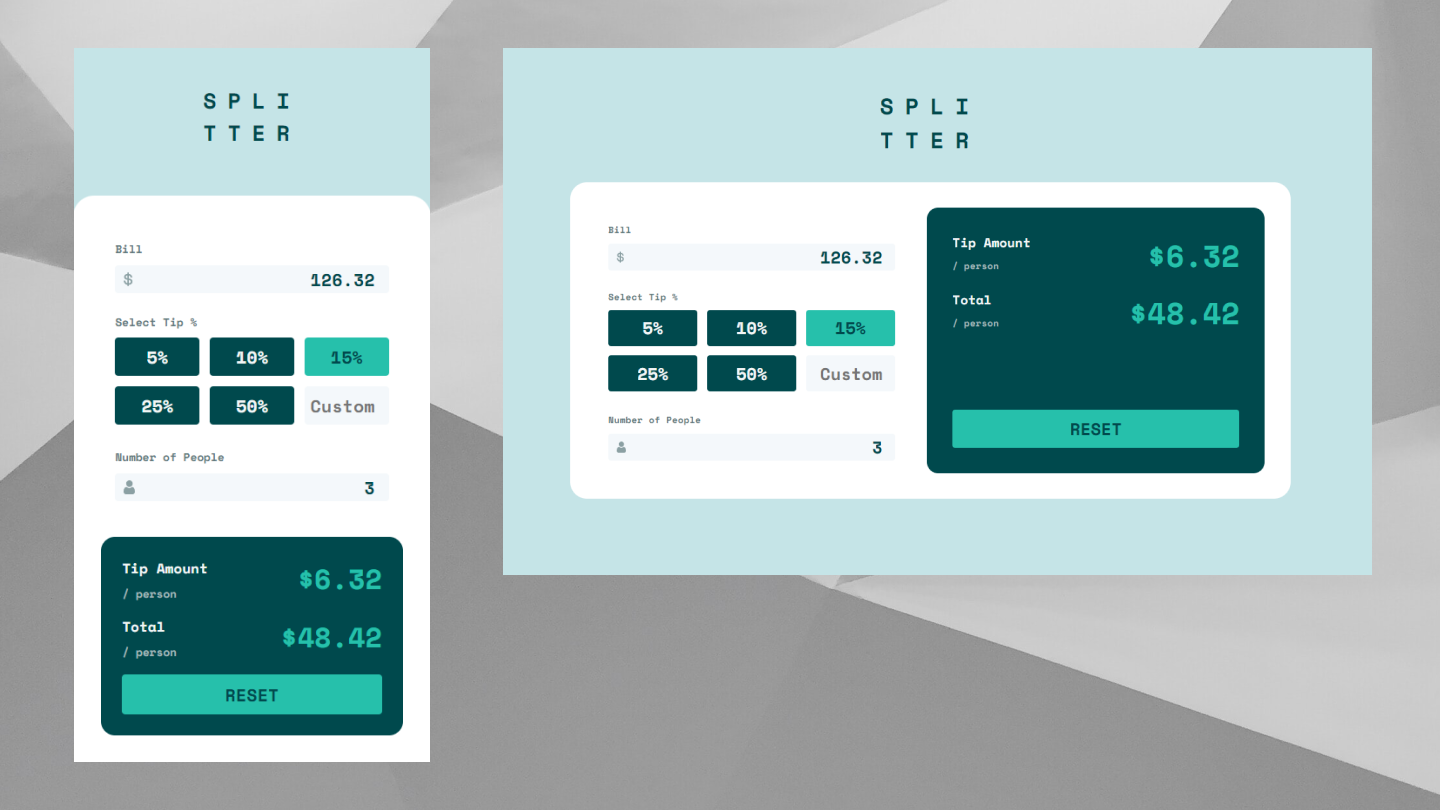 SPLI
TTER
Bill
$ 126.32
Select Tip %
5% 10% 15%
25% 50% Custom
Number of People
3
Tip Amount
/ person
$6.32
Total
/ person
$48.42
RESET
SPLI
TTER
Bill
$ 126.32
Select Tip %
5% 10% 15%
25% 50% Custom
Number of People
3
Tip Amount
/ person
$6.32
Total
/ person
$48.42
RESET